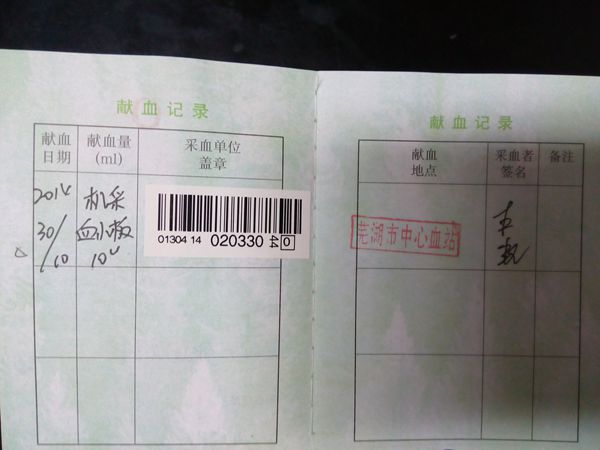 献血记录
献血日期
献血量(ml)
采血单位盖章
2014
30/
/10
机采
血小板
10u
01304 14 020330 44 0
献血记录
献血地点
采血者签名
备注
芜湖市中心血站